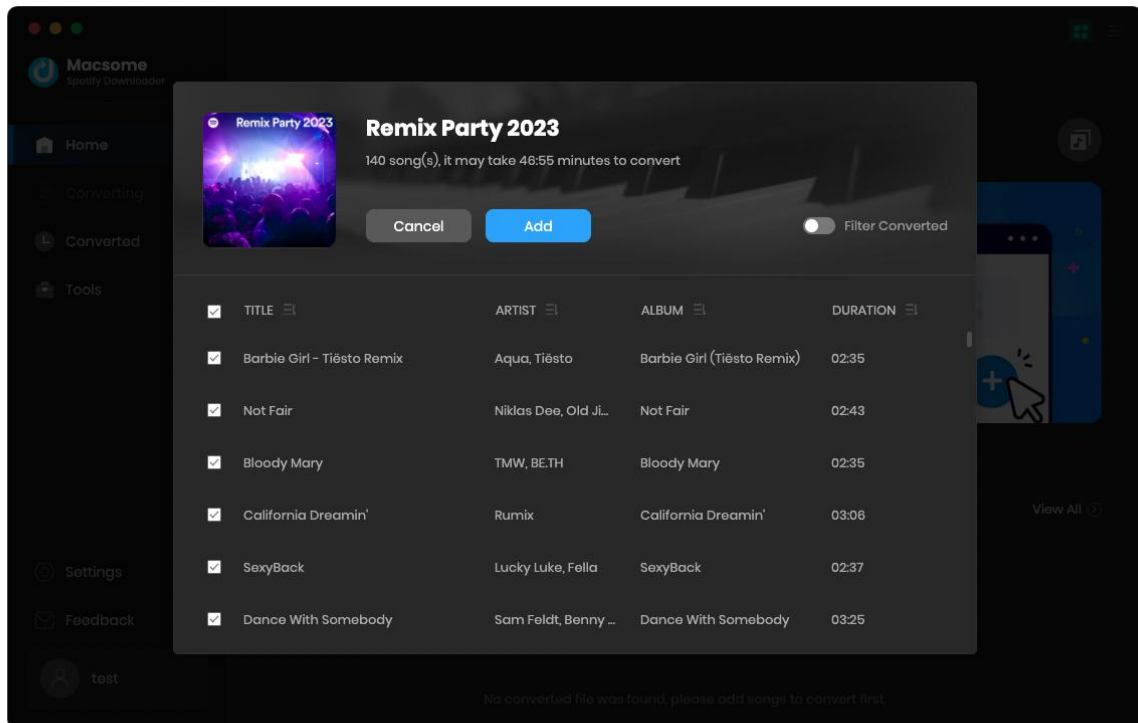 Macsome
Spotify Downloader
Home
Converting
Converted
Tools
Settings
Feedback
test
Remix Party 2023
Remix Party 2023
140 song(s), it may take 46:55 minutes to convert
Cancel
Add
Filter Converted
TITLE
ARTIST
ALBUM
DURATION
Barbie Girl - Tiësto Remix
Aqua, Tiësto
Barbie Girl (Tiësto Remix)
02:35
Not Fair
Niklas Dee, Old Ji...
Not Fair
02:43
Bloody Mary
TMW, BE.TH
Bloody Mary
02:35
California Dreamin'
Rumix
California Dreamin'
03:06
SexyBack
Lucky Luke, Fella
SexyBack
02:37
Dance With Somebody
Sam Feldt, Benny ...
Dance With Somebody
03:25
View All
No converted file was found, please add songs to convert first.